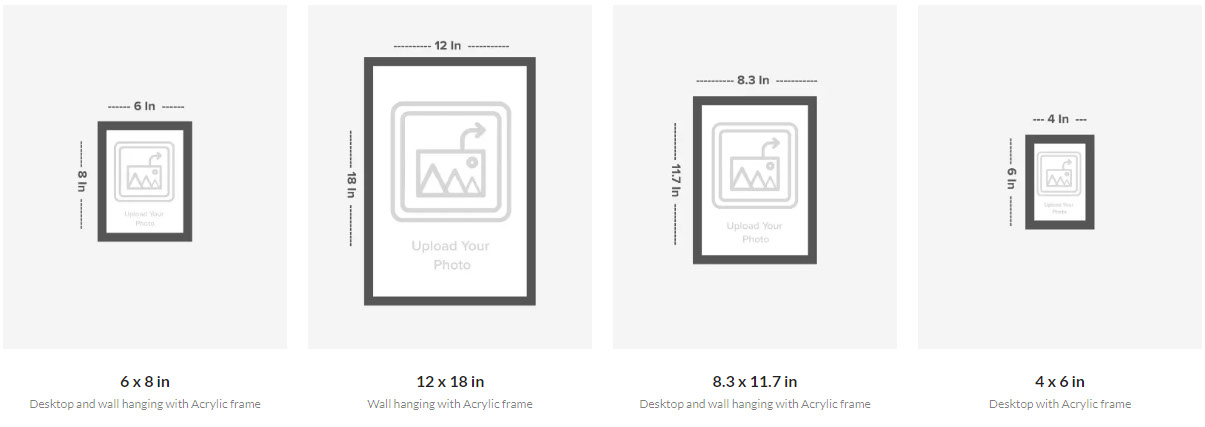 6 In
8 In
Upload Your
Photo
6 x 8 in
Desktop and wall hanging with Acrylic frame
12 In
18 In
Upload Your
Photo
12 x 18 in
Wall hanging with Acrylic frame
8.3 In
11.7 In
Upload Your
Photo
8.3 x 11.7 in
Desktop and wall hanging with Acrylic frame
4 In
6 In
Upload Your
Photo
4 x 6 in
Desktop with Acrylic frame